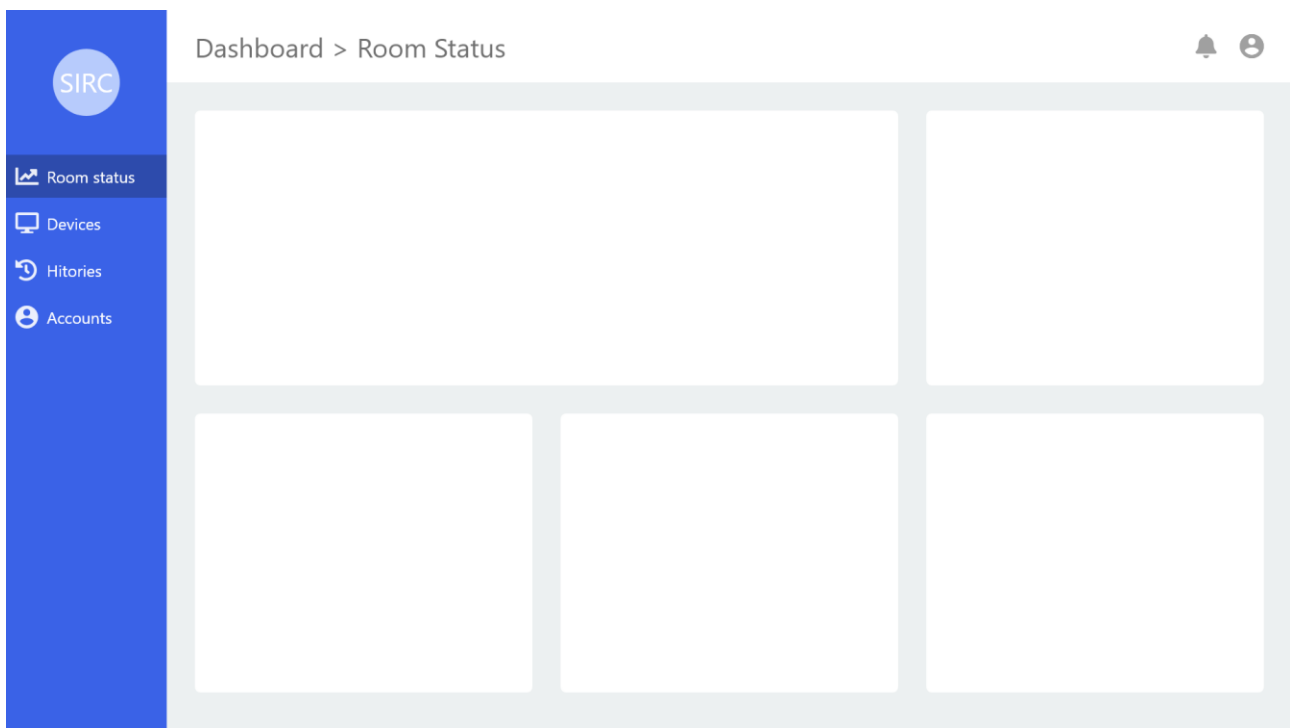 SIRC
Dashboard > Room Status
Room status
Devices
Hitories
Accounts